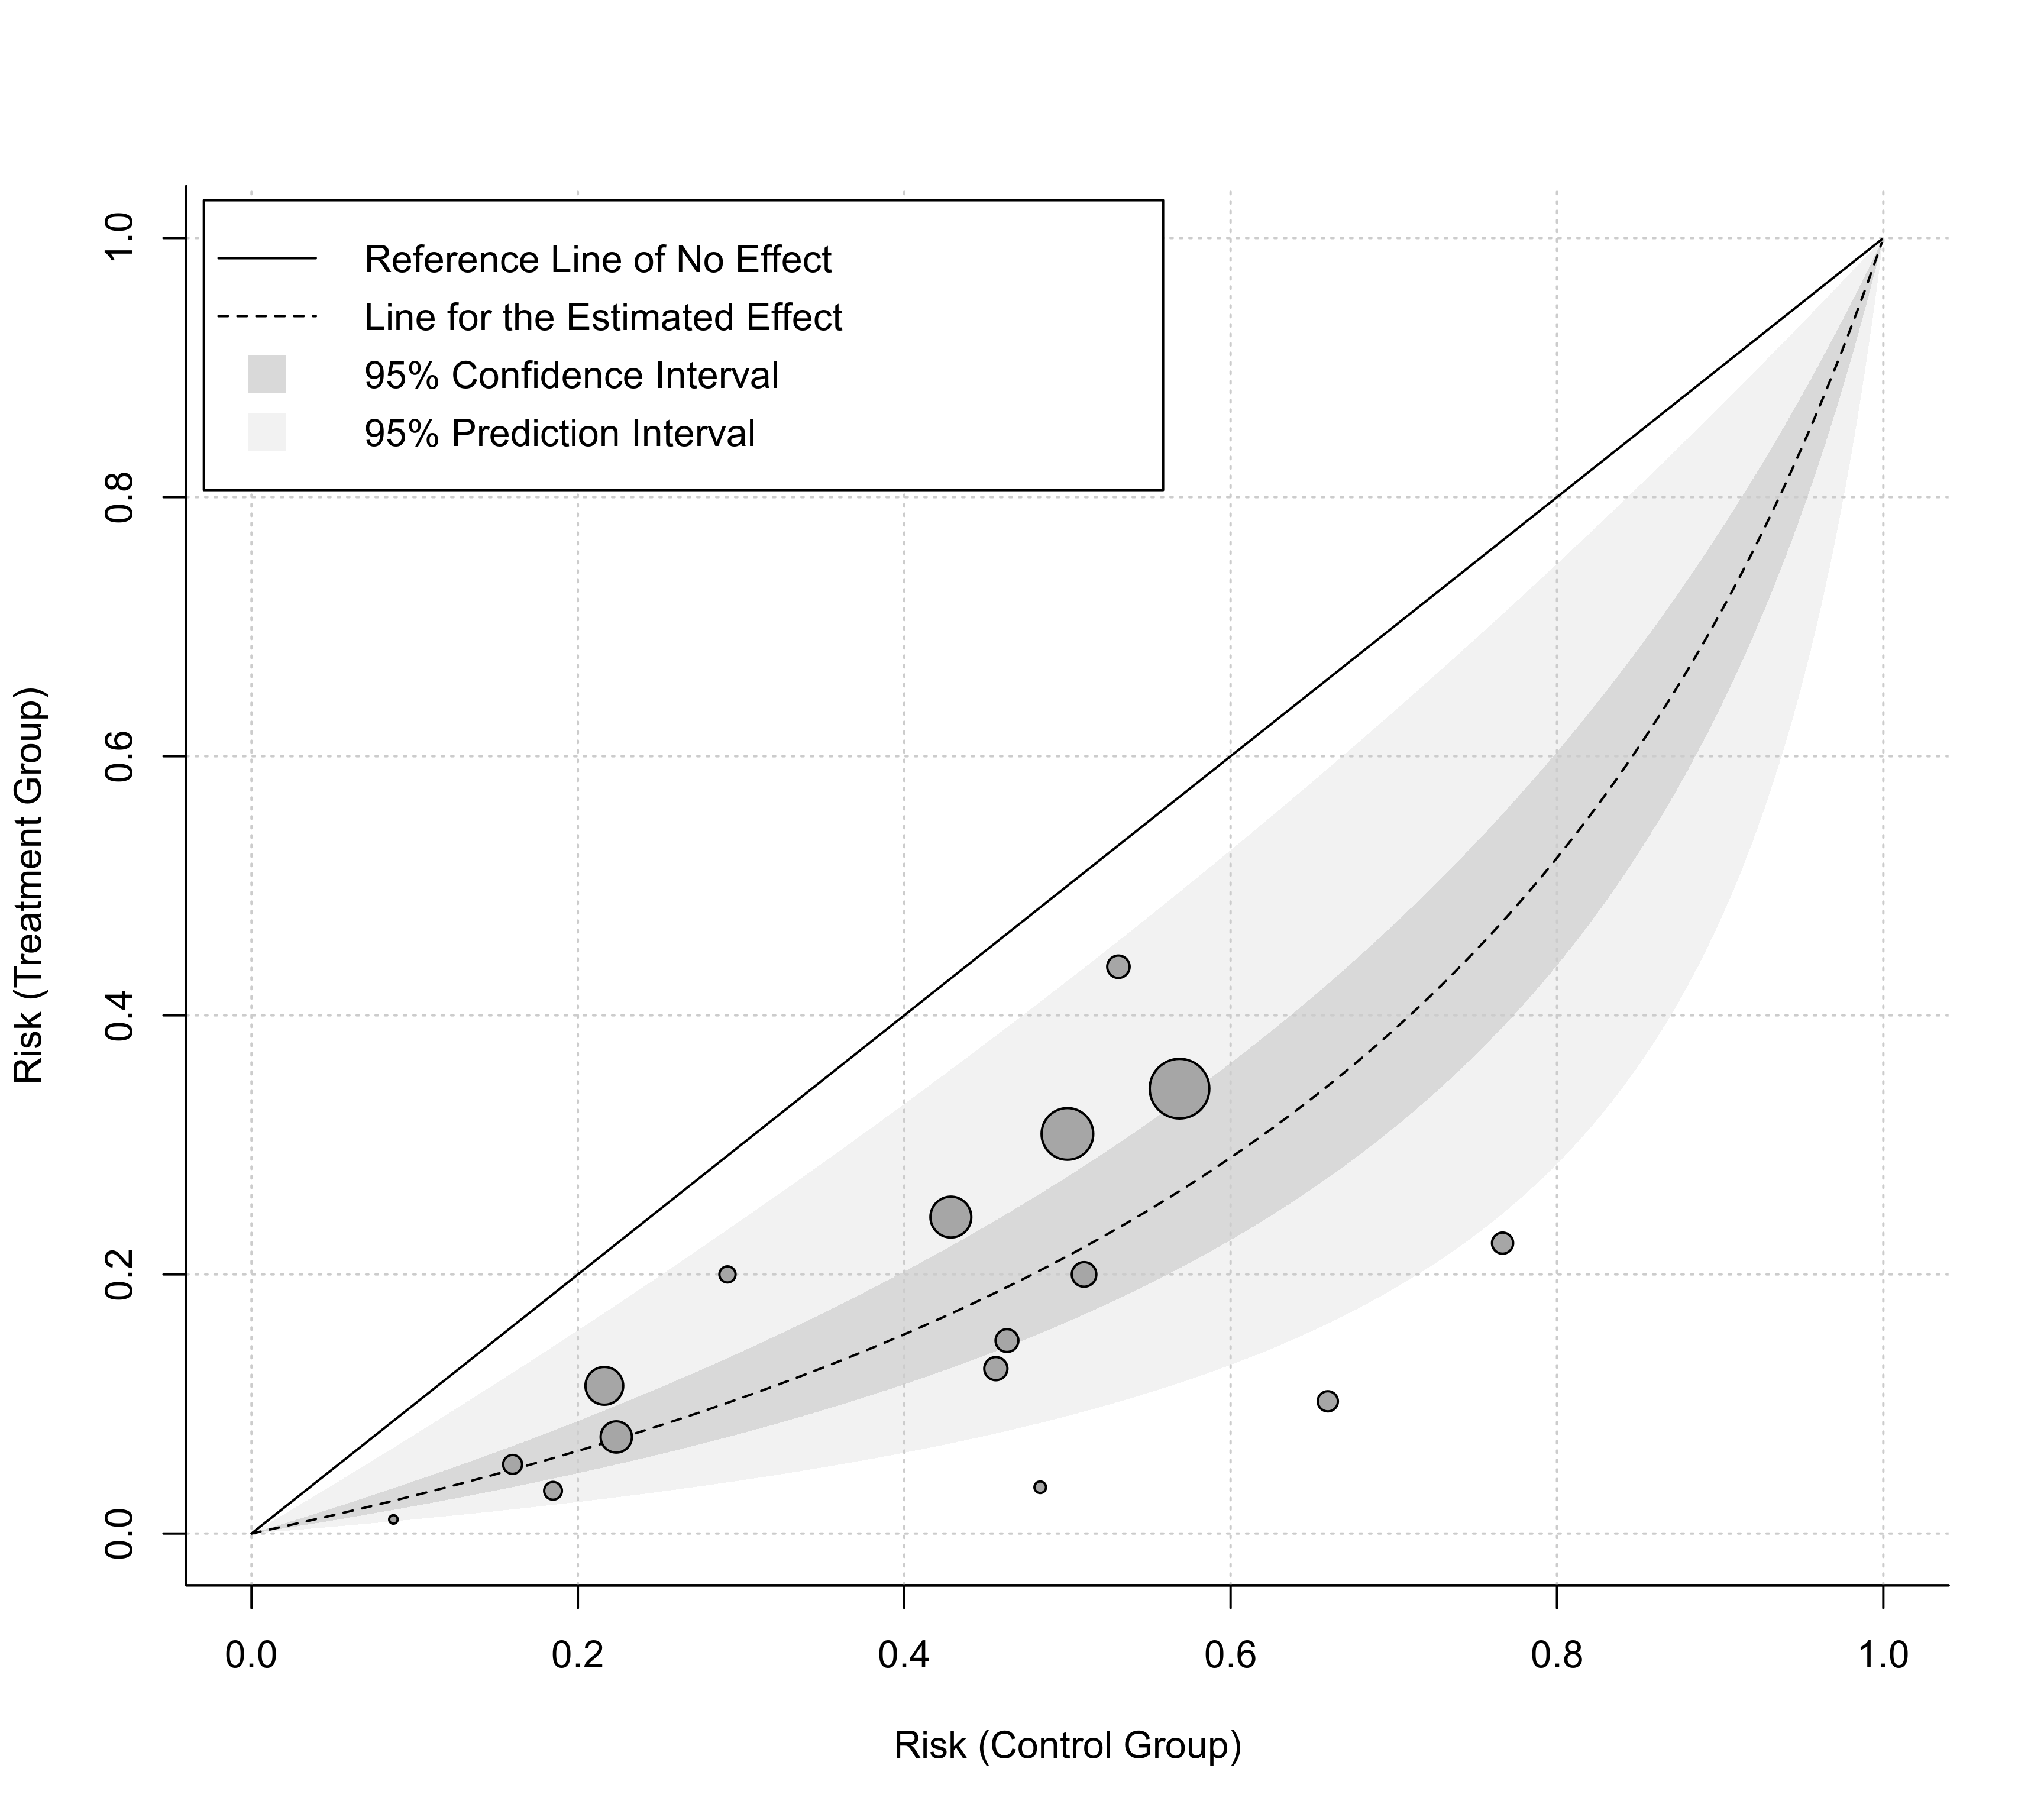 Reference Line of No Effect
Line for the Estimated Effect
95% Confidence Interval
95% Prediction Interval
1.0
0.8
0.6
0.4
0.2
0.0
Risk (Treatment Group)
0.0 0.2 0.4 0.6 0.8 1.0
Risk (Control Group)